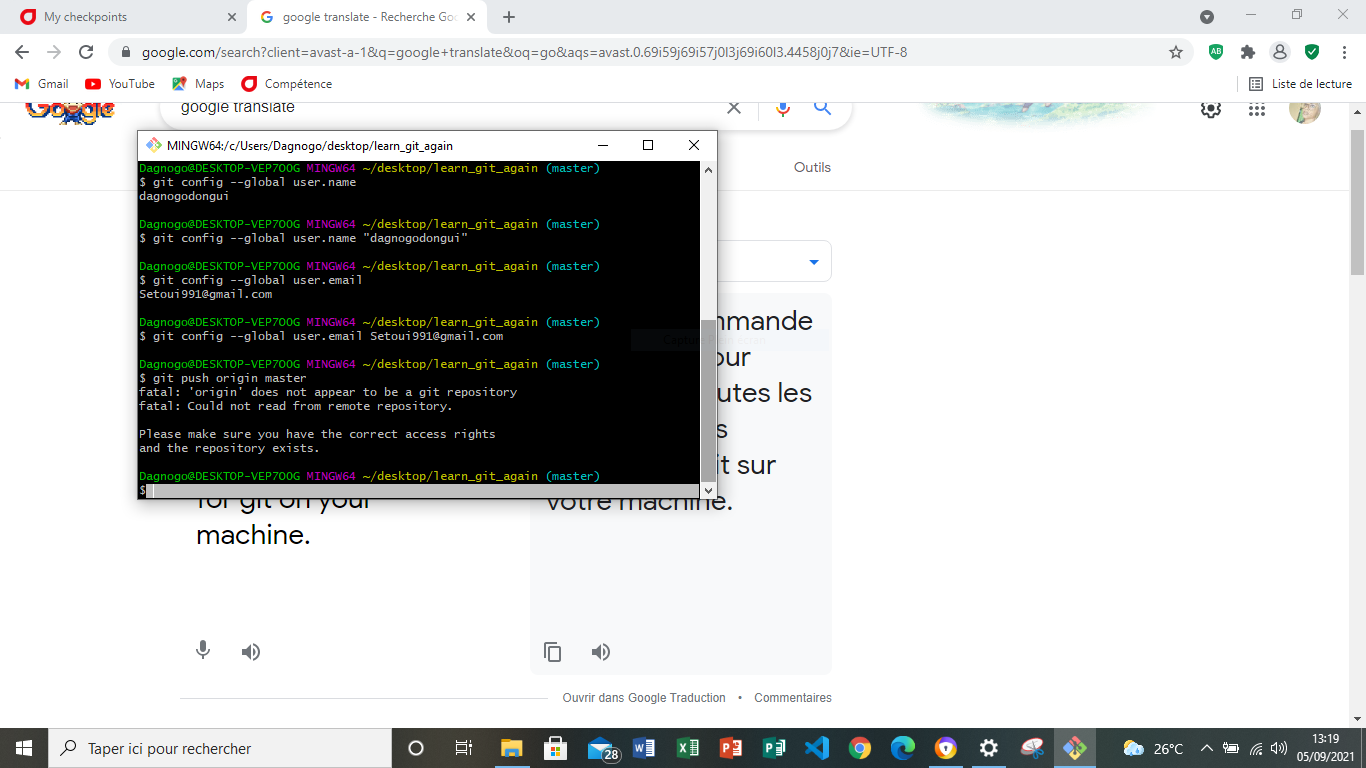 My checkpoints
google translate - Recherche Goo
google.com/search?client=avast-a-1&q=google+translate&oq=go&aqs=avast.0.69i59j69i57j0l3j69i60l3.4458j0j7&ie=UTF-8
Gmail
YouTube
Maps
Compétence
Liste de lecture
Google
google translate
Outils
MINGW64:/c/Users/Dagnogo/desktop/learn_git_again
Dagnogo@DESKTOP-VEP7OOG MINGW64 ~/desktop/learn_git_again (master)
$ git config --global user.name
dagnogodongui
Dagnogo@DESKTOP-VEP7OOG MINGW64 ~/desktop/learn_git_again (master)
$ git config --global user.name "dagnogodongui"
Dagnogo@DESKTOP-VEP7OOG MINGW64 ~/desktop/learn_git_again (master)
$ git config --global user.email
Setoui991@gmail.com
Dagnogo@DESKTOP-VEP7OOG MINGW64 ~/desktop/learn_git_again (master)
$ git config --global user.email Setoui991@gmail.com
Dagnogo@DESKTOP-VEP7OOG MINGW64 ~/desktop/learn_git_again (master)
$ git push origin master
fatal: 'origin' does not appear to be a git repository
fatal: Could not read from remote repository.
Please make sure you have the correct access rights
and the repository exists.
Dagnogo@DESKTOP-VEP7OOG MINGW64 ~/desktop/learn_git_again (master)
$
for git on your
machine.
mmande
our
utes les
s
it sur
votre machine.
Ouvrir dans Google Traduction • Commentaires
Taper ici pour rechercher
28
26°C
13:19
05/09/2021